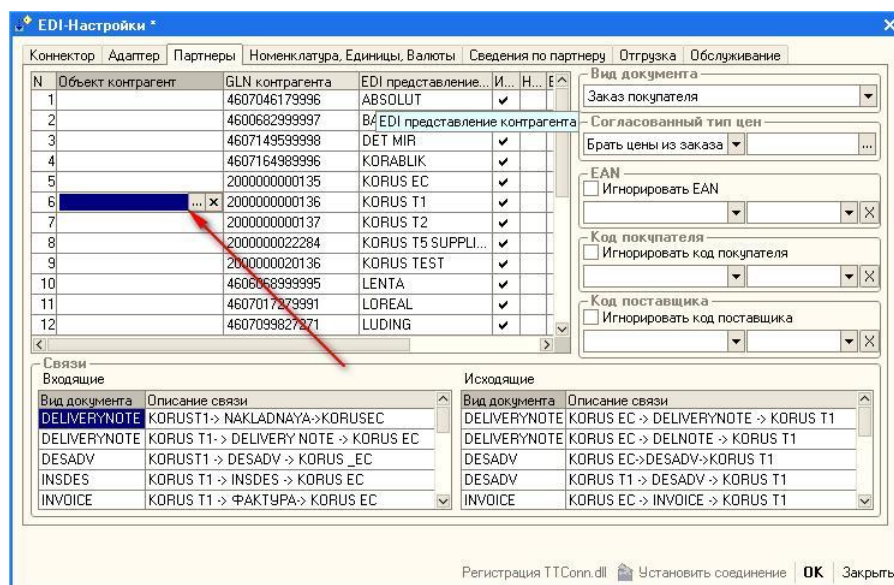 EDI-Настройки *
Коннектор Адаптер Партнеры Номенклатура, Единицы, Валюты Сведения по партнеру Отгрузка Обслуживание
N Объект контрагент GLN контрагента EDI представление... И... Н... Е
1 4607046179996 ABSOLUT
2 4600682999997 BA
EDI представление контрагента
3 4607149599998 DET MIR
4 4607164989996 KORABLIK
5 2000000000135 KORUS EC
6 ... × 2000000000136 KORUS T1
7 2000000000137 KORUS T2
8 2000000022284 KORUS T5 SUPPLI...
9 2000000020136 KORUS TEST
10 4606068999995 LENTA
11 4607017279991 LOREAL
12 4607099827271 LUDING
Вид документа
Заказ покупателя
Согласованный тип цен
Брать цены из заказа ...
EAN
Игнорировать EAN
X
Код покупателя
Игнорировать код покупателя
X
Код поставщика
Игнорировать код поставщика
X
Связи
Входящие
Вид документа Описание связи
DELIVERYNOTE KORUST1-> NAKLADNAYA->KORUSEC
DELIVERYNOTE KORUS T1-> DELIVERY NOTE -> KORUS EC
DESADV KORUST1 -> DESADV -> KORUS _EC
INSDES KORUS T1 -> INSDES -> KORUS EC
INVOICE KORUS T1 -> ФАКТУРА-> KORUS EC
Исходящие
Вид документа Описание связи
DELIVERYNOTE KORUS EC -> DELIVERYNOTE -> KORUS T1
DELIVERYNOTE KORUS EC -> DELNOTE -> KORUS T1
DESADV KORUS EC->DESADV->KORUS T1
DESADV KORUS T1 -> DESADV -> KORUS T1
INVOICE KORUS EC -> INVOICE -> KORUS T1
Регистрация TTConn.dll Установить соединение OK Закрыть